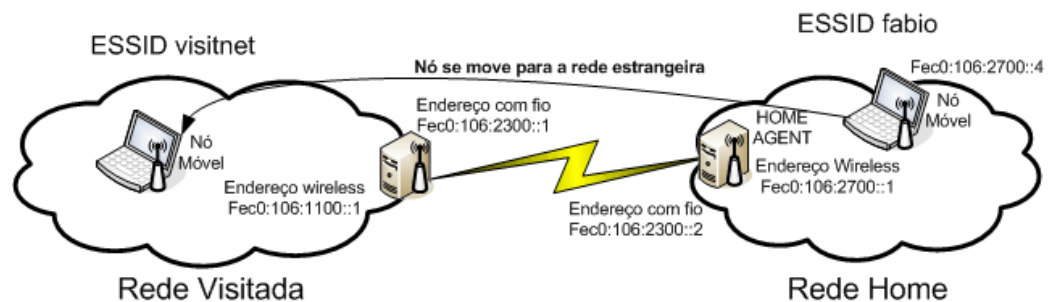 ESSID visitnet
ESSID fabio
Nó se move para a rede estrangeira
Fec0:106:2700::4
Nó
Móvel
Endereço com fio
Fec0:106:2300::1
HOME
AGENT
Nó
Móvel
Endereço wireless
Fec0:106:1100::1
Endereço Wireless
Fec0:106:2700::1
Endereço com fio
Fec0:106:2300::2
Rede Visitada
Rede Home